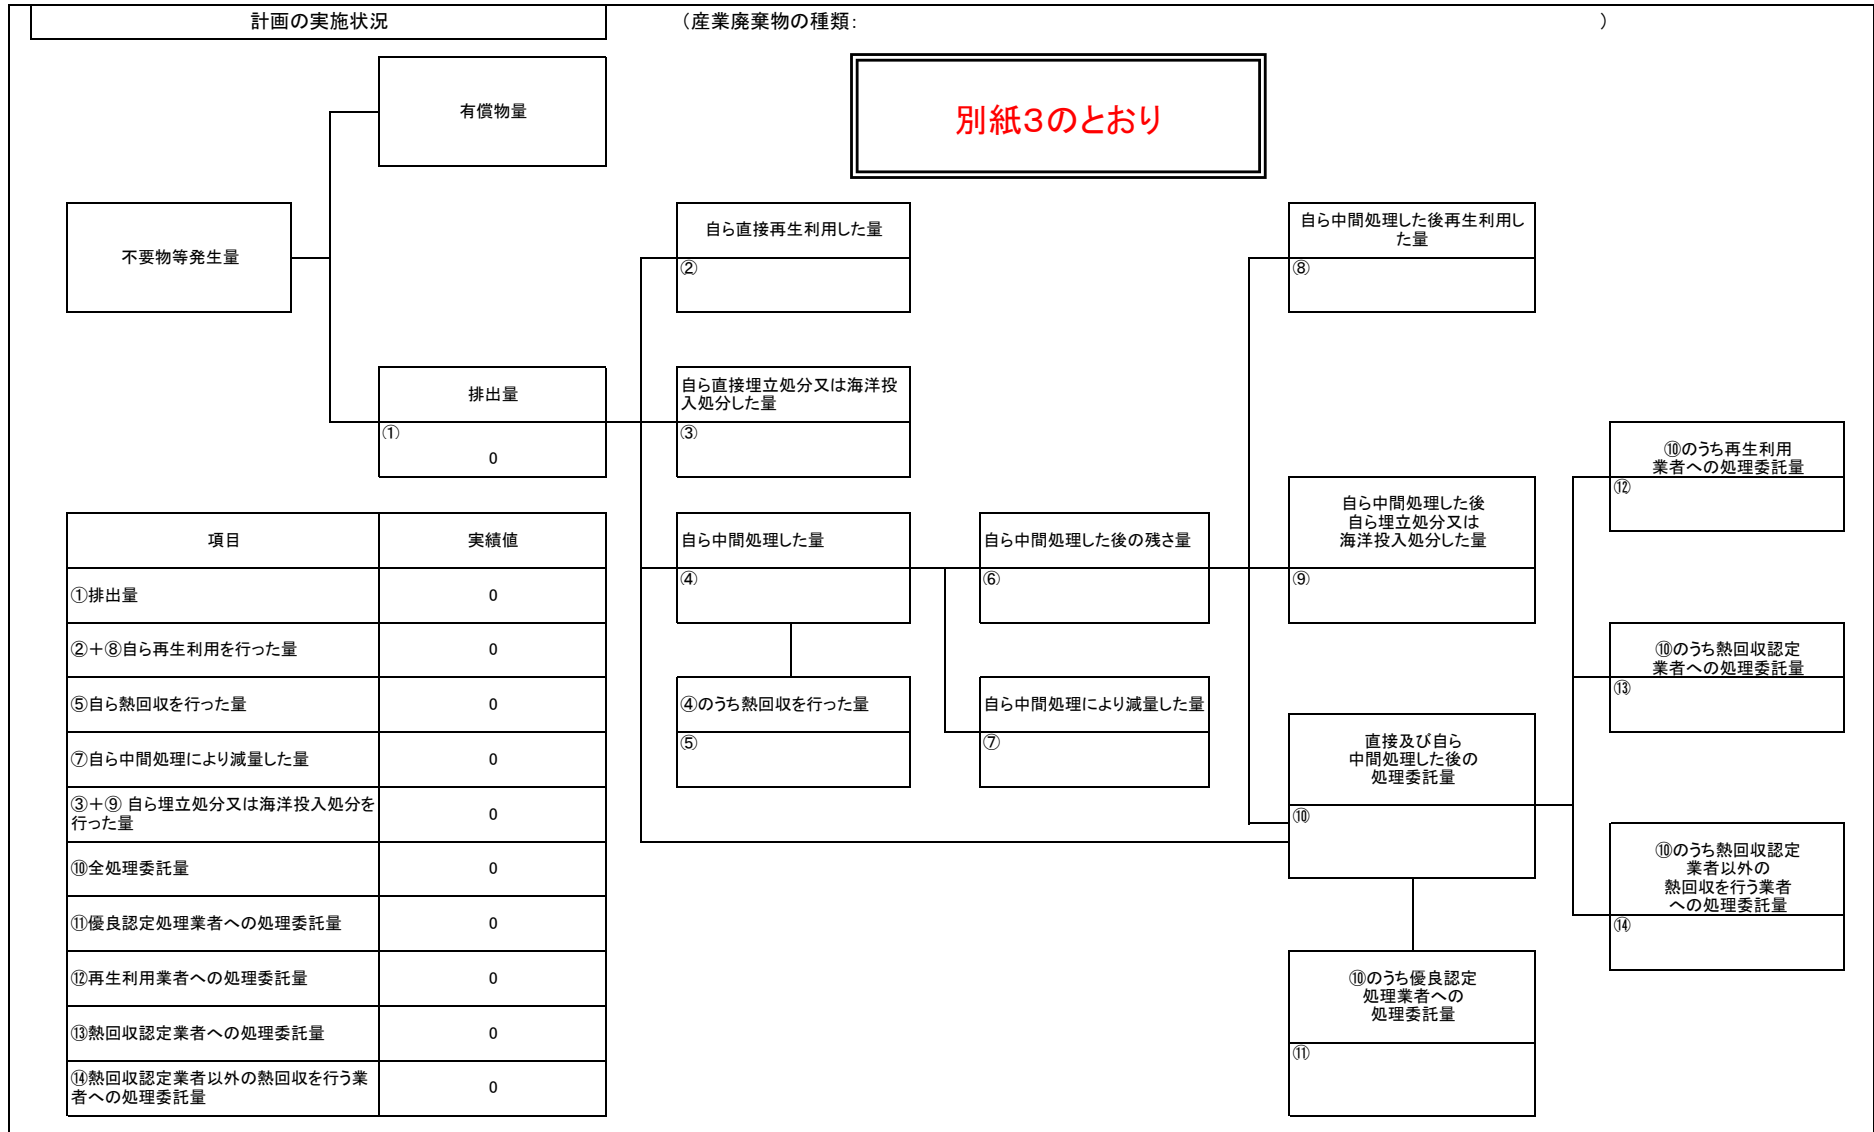 計画の実施状況
（産業廃棄物の種類：　　　　　　　　　　）
有償物量
別紙3のとおり
不要物等発生量
自ら直接再生利用した量
②
自ら中間処理した後再生利用し
た量
⑧
排出量
①
0
自ら直接埋立処分又は海洋投
入処分した量
③
⑩のうち再生利用
業者への処理委託量
⑫
自ら中間処理した量
④
自ら中間処理した後の残さ量
⑥
自ら中間処理した後
自ら埋立処分又は
海洋投入処分した量
⑨
④のうち熱回収を行った量
⑤
自ら中間処理により減量した量
⑦
⑩のうち熱回収認定
業者への処理委託量
⑬
直接及び自ら
中間処理した後の
処理委託量
⑩
⑩のうち熱回収認定
業者以外の
熱回収を行う業者
への処理委託量
⑭
⑩のうち優良認定
処理業者への
処理委託量
⑪
項目　実績値
①排出量　0
②＋⑧自ら再生利用を行った量　0
⑤自ら熱回収を行った量　0
⑦自ら中間処理により減量した量　0
③＋⑨ 自ら埋立処分又は海洋投入処分を
行った量　0
⑩全処理委託量　0
⑪優良認定処理業者への処理委託量　0
⑫再生利用業者への処理委託量　0
⑬熱回収認定業者への処理委託量　0
⑭熱回収認定業者以外の熱回収を行う業
者への処理委託量　0